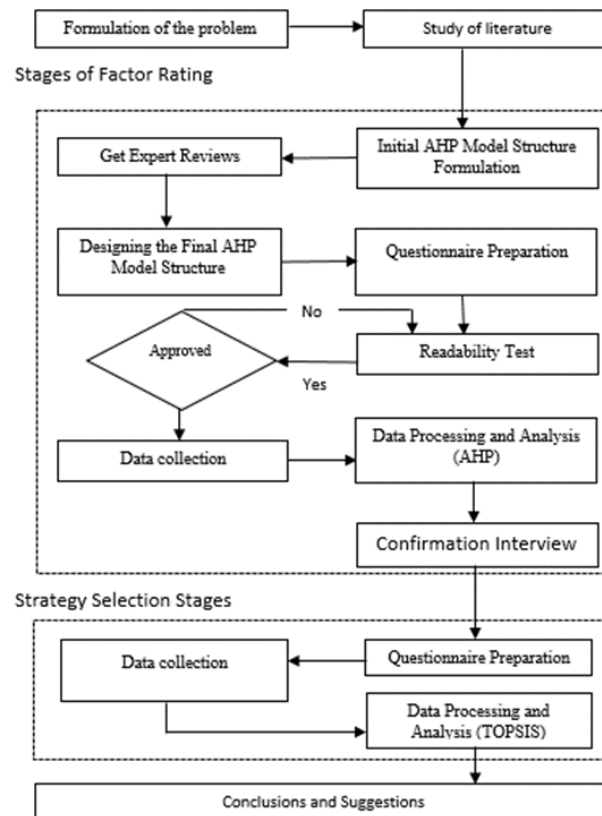 Formulation of the problem
Study of literature
Stages of Factor Rating
Get Expert Reviews
Initial AHP Model Structure
Formulation
Designing the Final AHP
Model Structure
Questionnaire Preparation
No
Approved
Readability Test
Yes
Data collection
Data Processing and Analysis
(AHP)
Confirmation Interview
Strategy Selection Stages
Data collection
Questionnaire Preparation
Data Processing and
Analysis (TOPSIS)
Conclusions and Suggestions